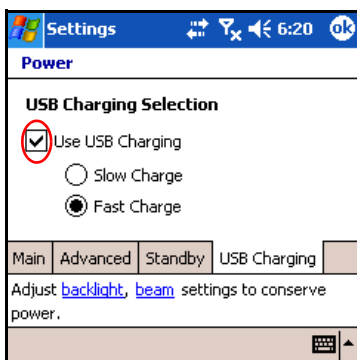 Settings 6:20 ok
Power
USB Charging Selection
Use USB Charging
Slow Charge
Fast Charge
Main Advanced Standby USB Charging
Adjust backlight, beam settings to conserve
power.